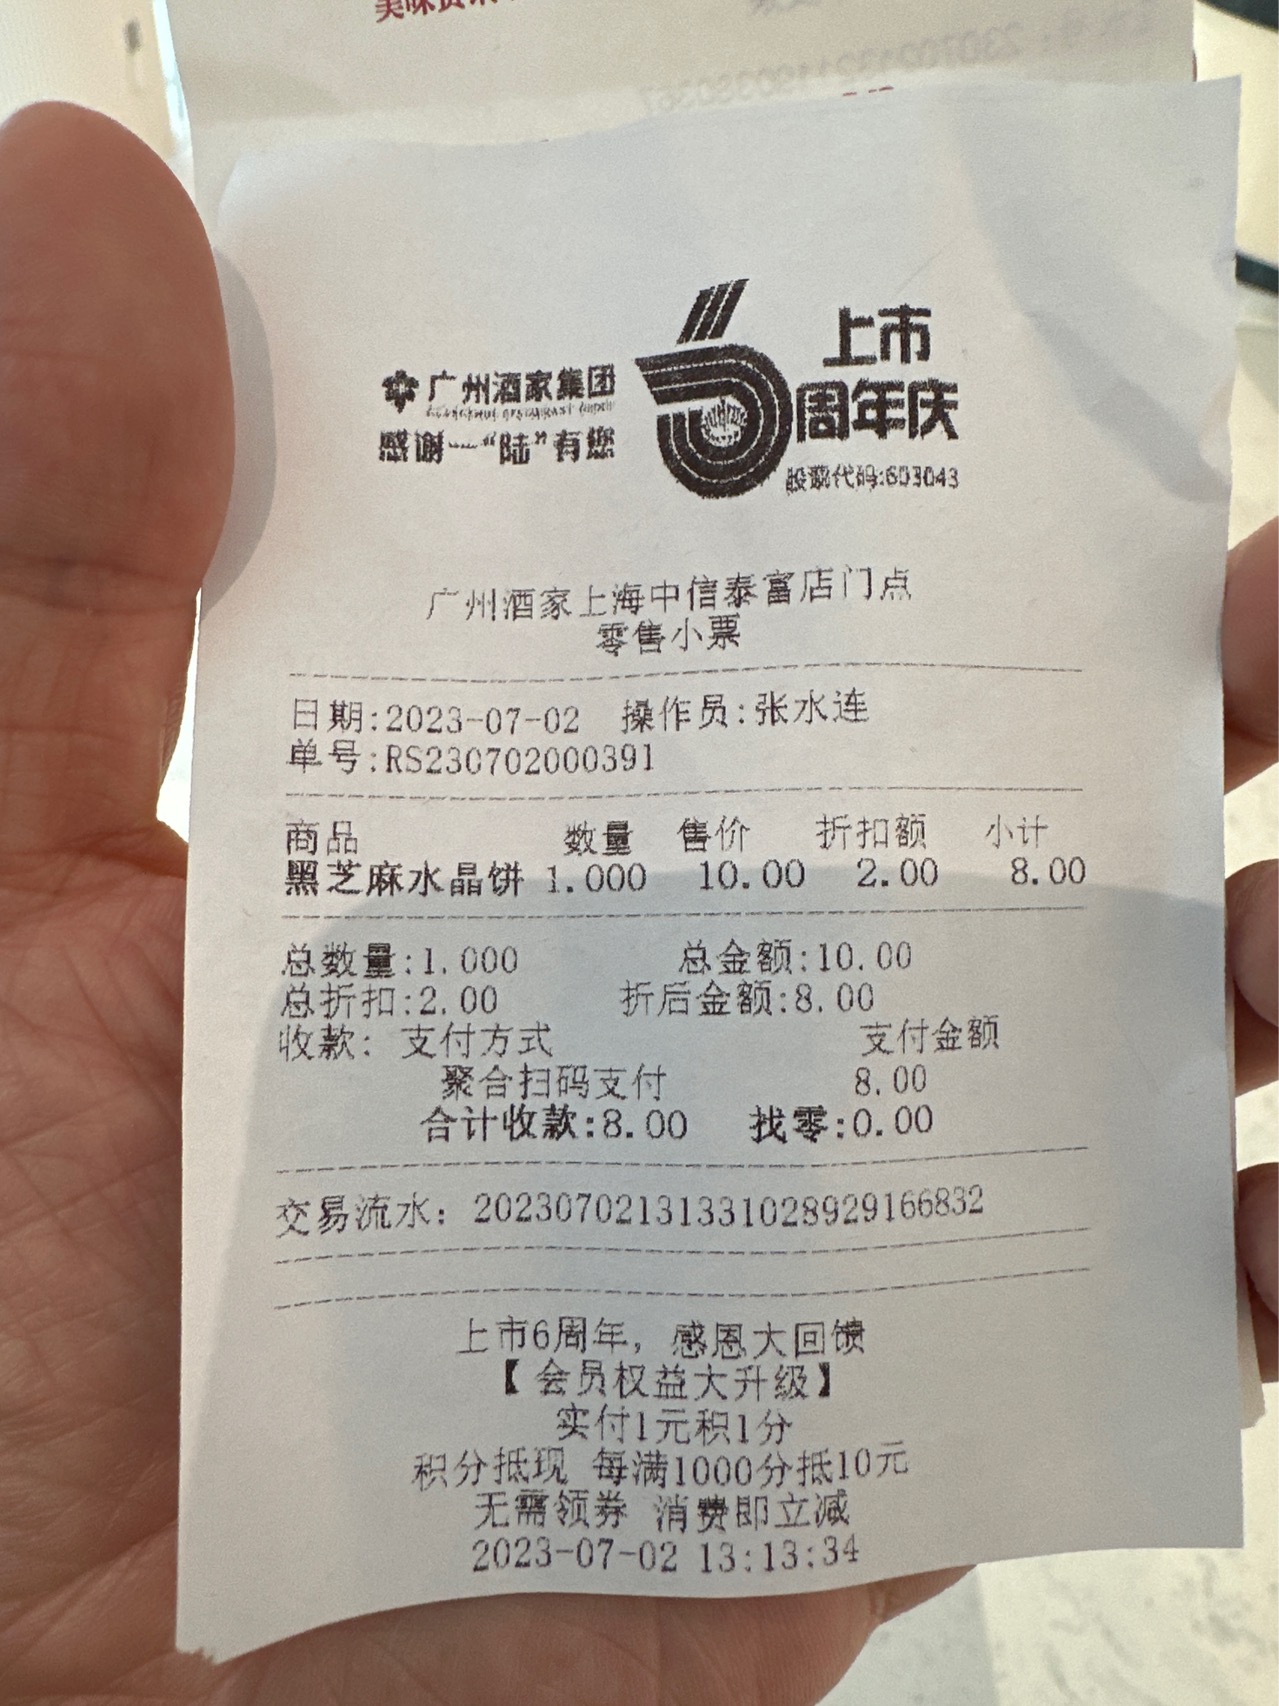 广州酒家集团
感谢一"陆"有您
上市
周年庆
股票代码:603043
广州酒家上海中信泰富店门点
零售小票
日期:2023-07-02 操作员:张水连
单号:RS230702000391
商品 数量 售价 折扣额 小计
黑芝麻水晶饼 1.000 10.00 2.00 8.00
总数量:1.000 总金额:10.00
总折扣:2.00 折后金额:8.00
收款: 支付方式 支付金额
聚合扫码支付 8.00
合计收款:8.00 找零:0.00
交易流水: 20230702131331028929166832
上市6周年, 感恩大回馈
【会员权益大升级】
实付1元积1分
积分抵现 每满1000分抵10元
无需领券 消费即立减
2023-07-02 13:13:34